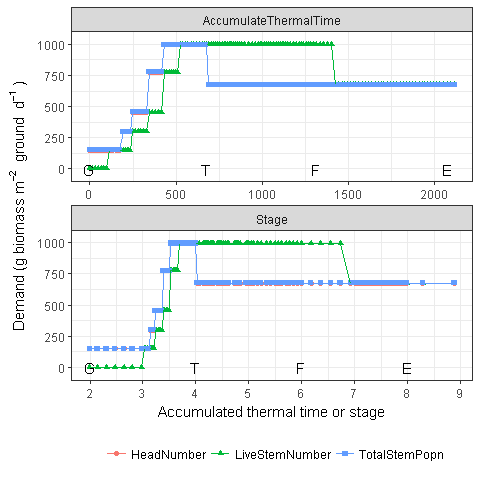 AccumulateThermalTime
1000
750
500
250
0
G T F E
0 500 1000 1500 2000
Stage
1000
750
500
250
0
G T F E
2 3 4 5 6 7 8 9
Demand (g biomass m⁻² ground d⁻¹ )
Accumulated thermal time or stage
HeadNumber LiveStemNumber TotalStemPopn